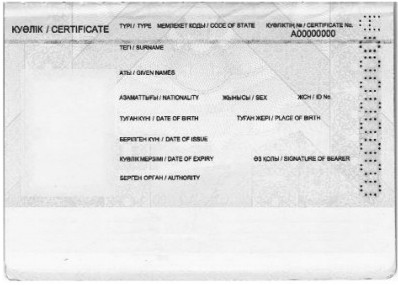 КУӘЛІК / CERTIFICATE
ТҮРІ / TYPE МЕМЛЕКЕТ КОДЫ / CODE OF STATE КУӘЛІКТІҢ № / CERTIFICATE No.
A00000000
ТЕГІ / SURNAME
АТЫ / GIVEN NAMES
АЗАМАТТЫҒЫ / NATIONALITY ЖЫНЫСЫ / SEX ЖСН / ID No.
ТУҒАН КҮНІ / DATE OF BIRTH ТУҒАН ЖЕРІ / PLACE OF BIRTH
БЕРІЛГЕН КҮНІ / DATE OF ISSUE
КУӘЛІК МЕРЗІМІ / DATE OF EXPIRY ӨЗ ҚОЛЫ / SIGNATURE OF BEARER
БЕРГЕН ОРГАН / AUTHORITY